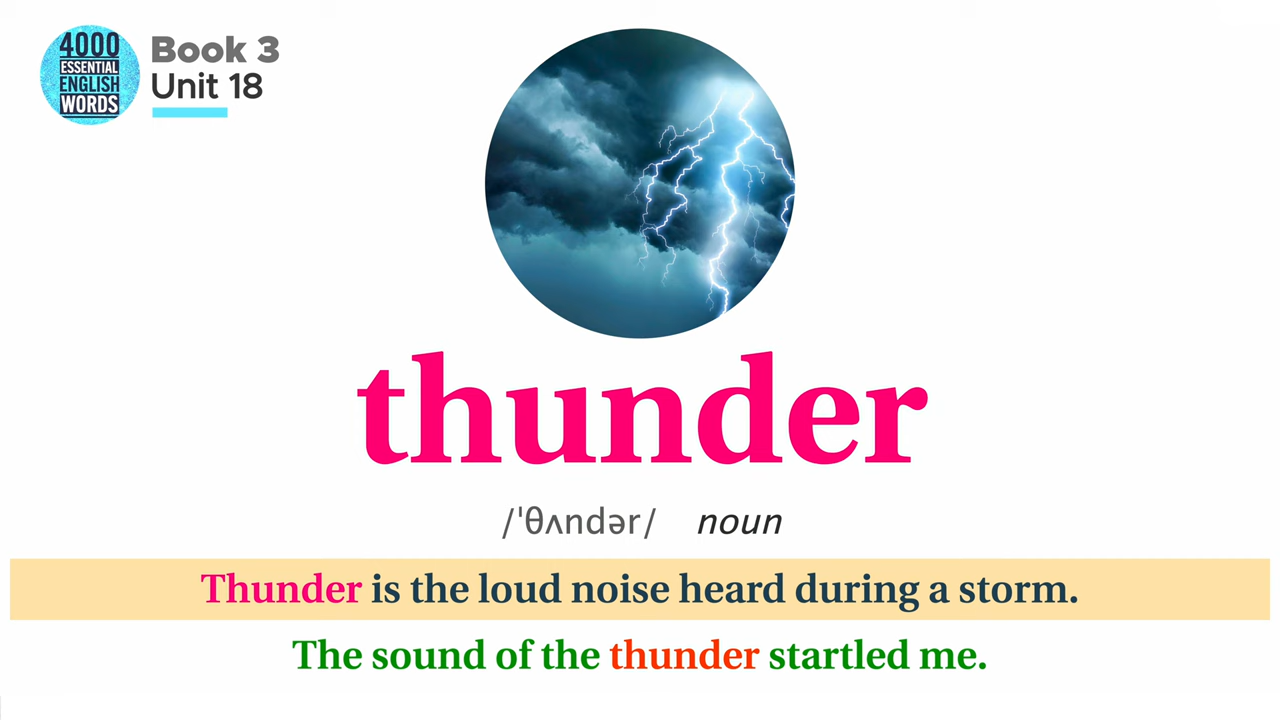 4000
ESSENTIAL
ENGLISH
WORDS
Book 3
Unit 18
thunder
/ˈθʌndər/ noun
Thunder is the loud noise heard during a storm.
The sound of the thunder startled me.